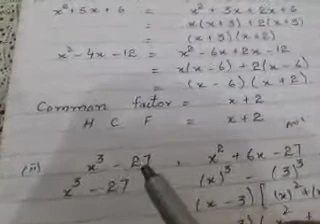 x²+5x+6 = x²+3x+2x+6
= x(x+3)+2(x+3)
= (x+3)(x+2)
x²-4x-12 = x²-6x+2x-12
= x(x-6)+2(x-6)
= (x-6)(x+2)
Common factor = x+2
H C F = x+2
Ans
(ii) x³-27 , x²+6x-27
x³-27 (x)³-(3)³
(x-3)[(x)²+(x